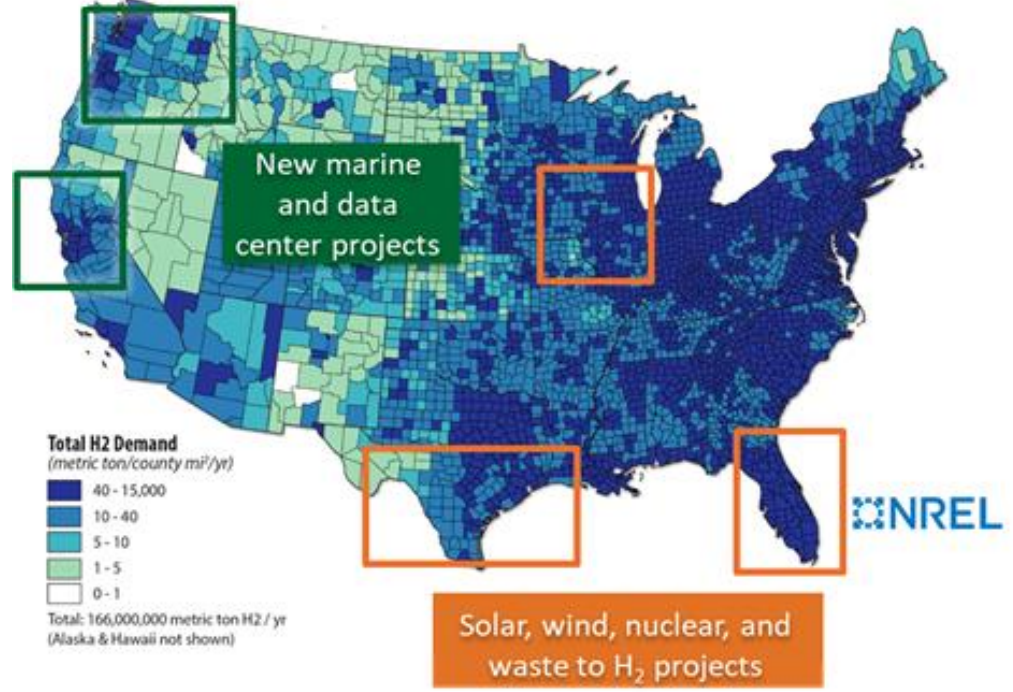 New marine
and data
center projects
Total H2 Demand
(metric ton/county mi²/yr)
40 - 15,000
10 - 40
5 - 10
1 - 5
0 - 1
Total: 166,000,000 metric ton H2 / yr
(Alaska & Hawaii not shown)
NREL
Solar, wind, nuclear, and
waste to H₂ projects